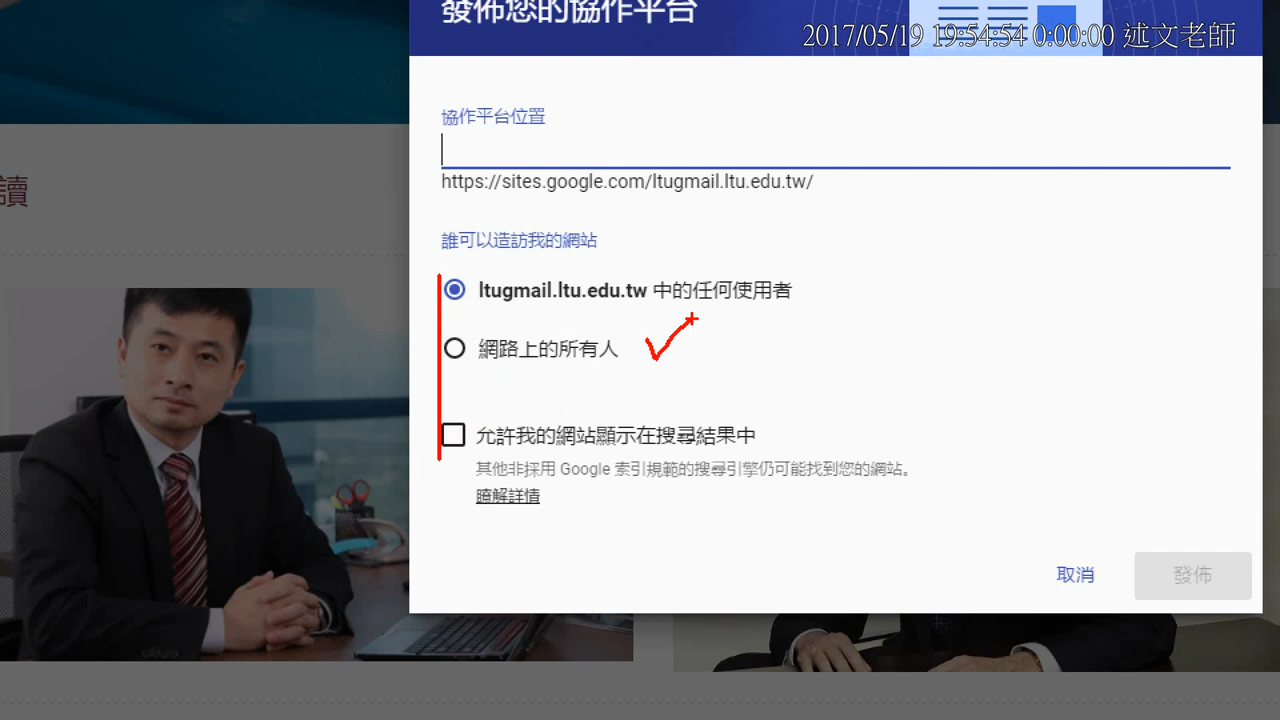 發佈您的協作平台
2017/05/19 19:54:54 0:00:00 述文老師
協作平台位置
https://sites.google.com/ltugmail.ltu.edu.tw/
讀
誰可以造訪我的網站
ltugmail.ltu.edu.tw 中的任何使用者
網路上的所有人
允許我的網站顯示在搜尋結果中
其他非採用 Google 索引規範的搜尋引擎仍可能找到您的網站。
瞭解詳情
取消
發佈